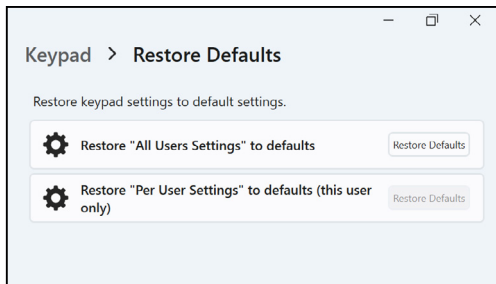 Keypad > Restore Defaults
Restore keypad settings to default settings.
Restore "All Users Settings" to defaults
Restore Defaults
Restore "Per User Settings" to defaults (this user
only)
Restore Defaults